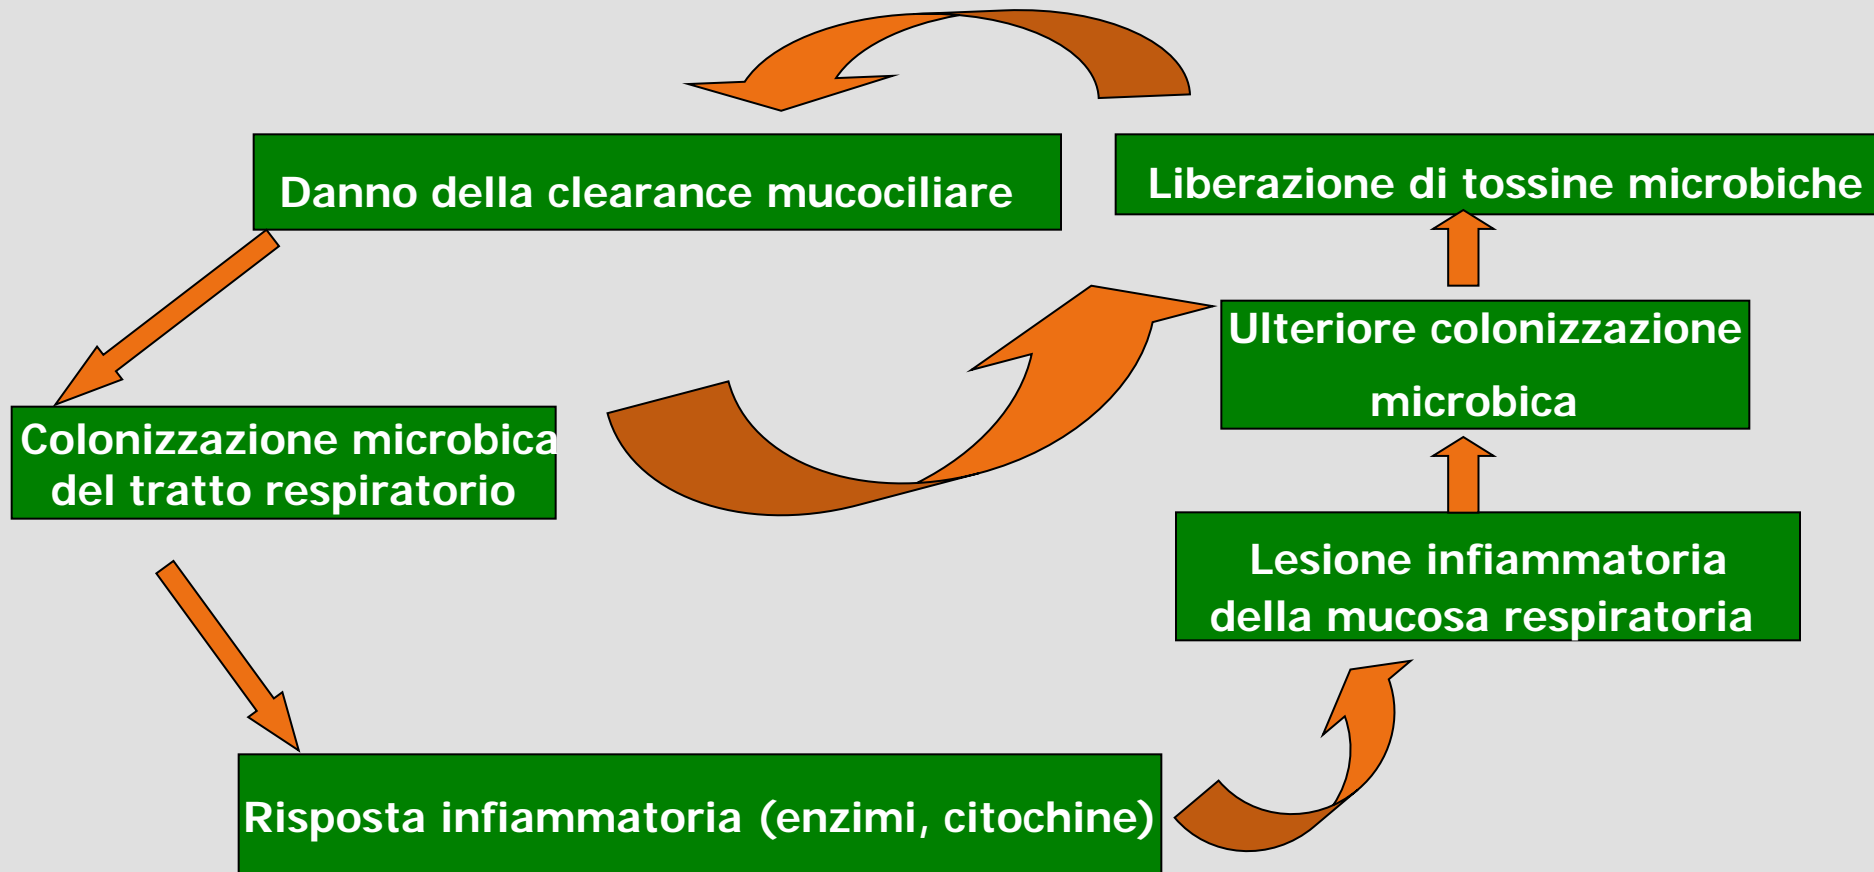 Danno della clearance mucociliare
Liberazione di tossine microbiche
Ulteriore colonizzazione
microbica
Colonizzazione microbica
del tratto respiratorio
Lesione infiammatoria
della mucosa respiratoria
Risposta infiammatoria (enzimi, citochine)